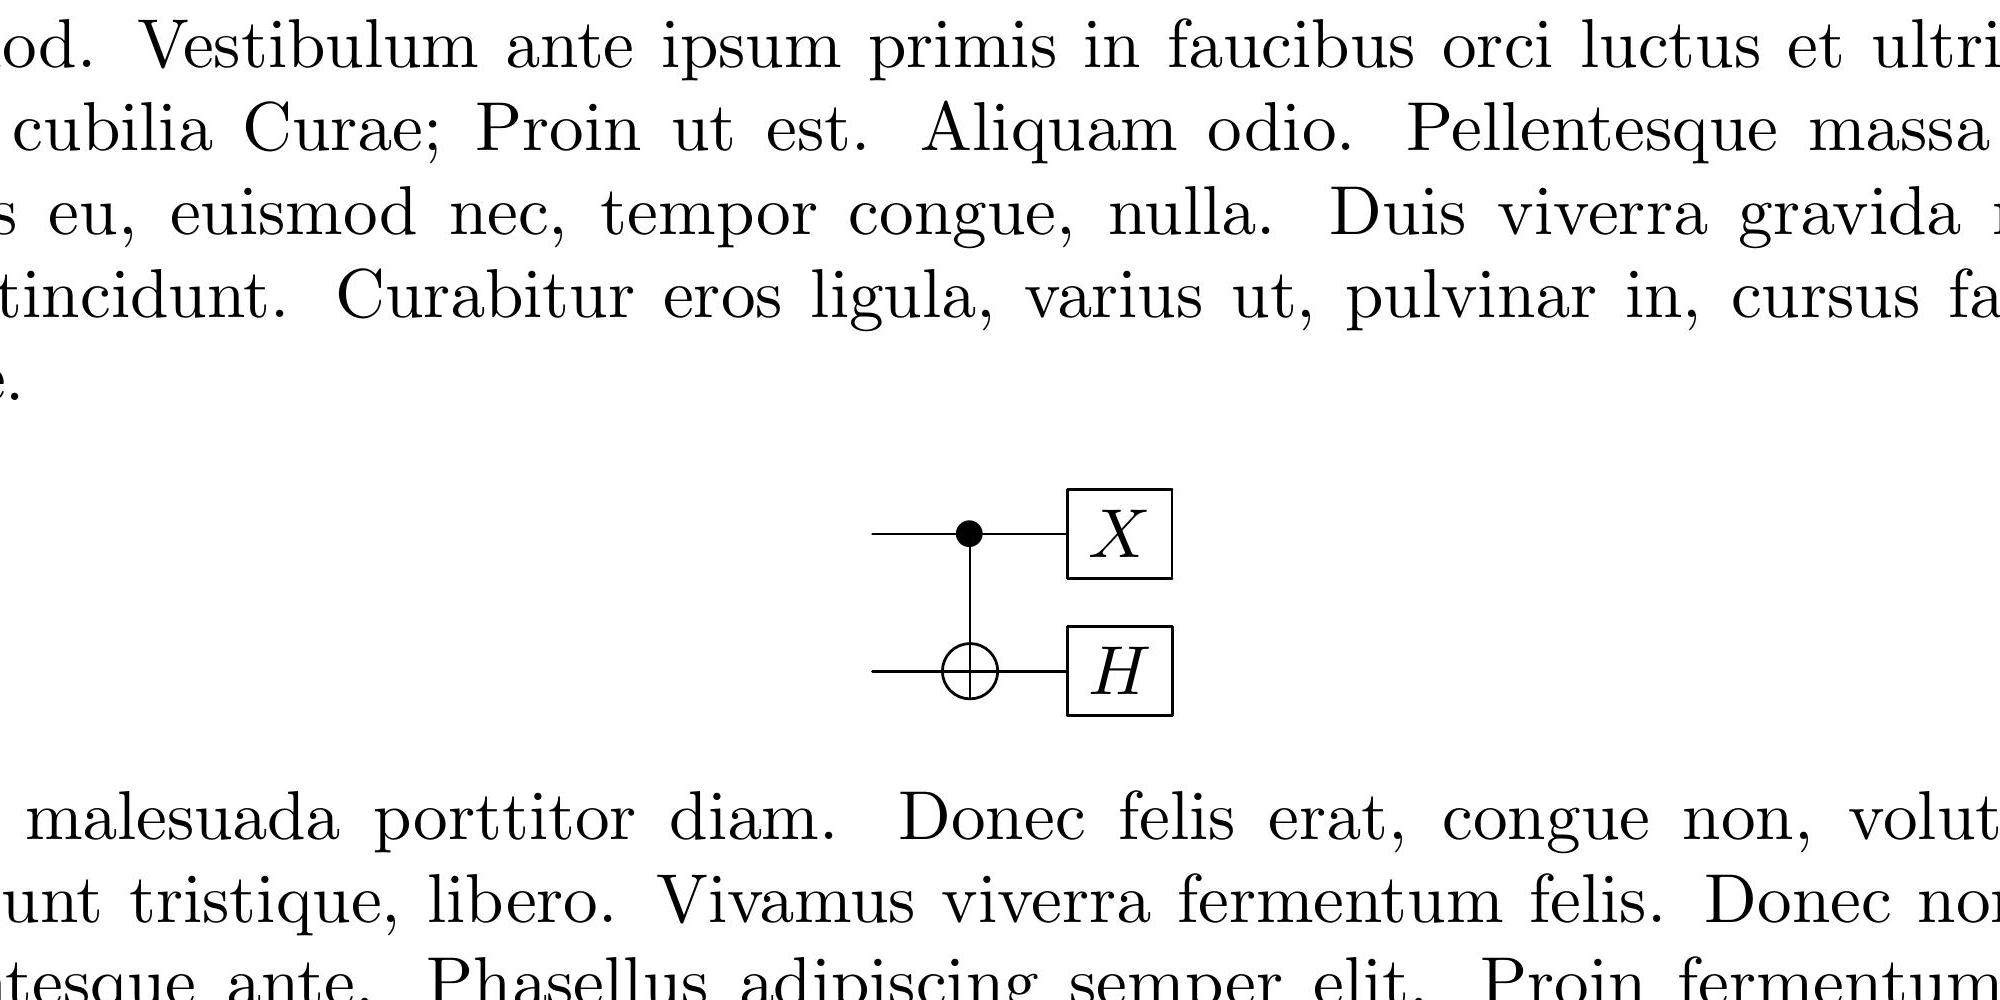 od. Vestibulum ante ipsum primis in faucibus orci luctus et ultri
cubilia Curae; Proin ut est. Aliquam odio. Pellentesque massa
s eu, euismod nec, tempor congue, nulla. Duis viverra gravida
tincidunt. Curabitur eros ligula, varius ut, pulvinar in, cursus fa
e.
X
H
malesuada porttitor diam. Donec felis erat, congue non, volut
unt tristique, libero. Vivamus viverra fermentum felis. Donec non
tesque ante. Phasellus adipiscing semper elit. Proin fermentum